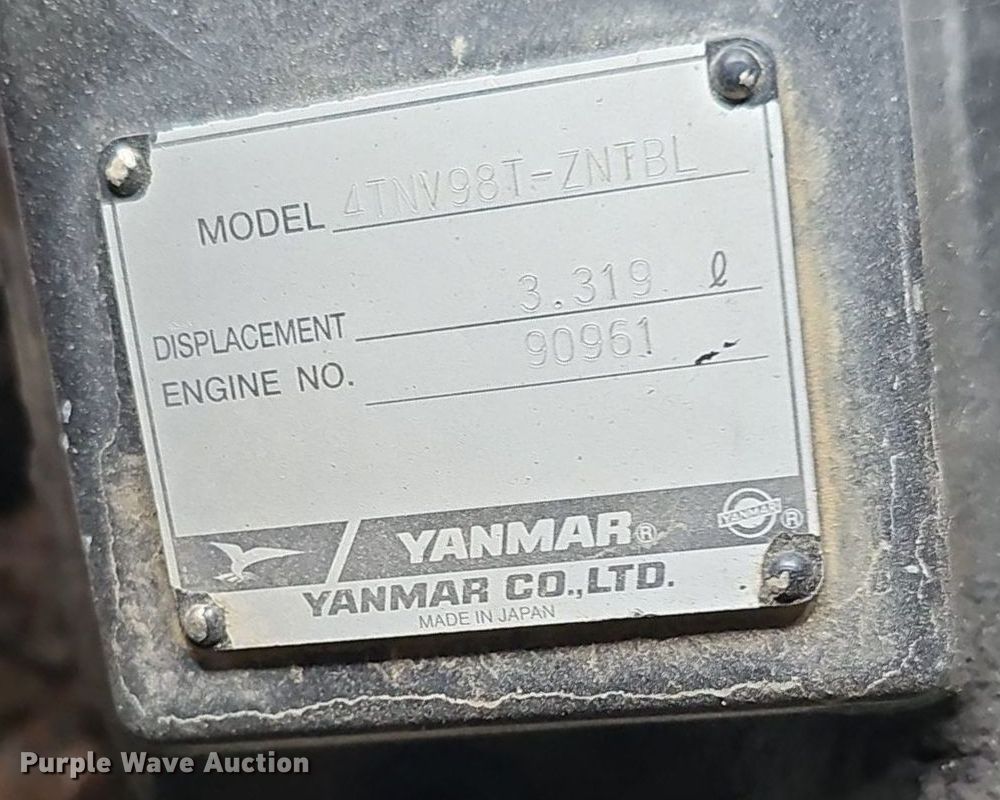 MODEL 4TNV98T-ZNTBL
DISPLACEMENT 3.319 ℓ
ENGINE NO. 90961
YANMAR®
YANMAR ®
YANMAR CO.,LTD.
MADE IN JAPAN
Purple Wave Auction